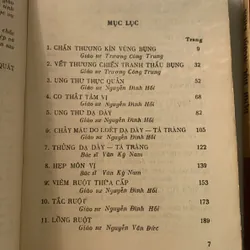 MỤC LỤC
Trang
1. CHẤN THƯƠNG KÍN VÙNG BỤNG 9
Giáo sư Trương Công Trung
2. VẾT THƯƠNG CHIẾN TRANH THẤU BỤNG 32
Giáo sư Trương Công Trung
3. UNG THƯ THỰC QUẢN 52
Giáo sư Nguyễn Đình Hối
4. CO THẮT TÂM VỊ 68
Giáo sư Nguyễn Đình Hối
5. UNG THƯ DẠ DÀY 82
Giáo sư Nguyễn Đình Hối
6. CHẢY MÁU DO LOÉT DẠ DÀY — TÁ TRÀNG 105
Giáo sư Nguyễn Đình Hối
7. THỦNG DẠ DÀY — TÁ TRÀNG 122
Bác sĩ Văn Kỳ Nam
8. HẸP MÔN VỊ 139
Bác sĩ Văn Kỳ Nam
9. VIÊM RUỘT THỪA CẤP 153
Giáo sư Nguyễn Đình Hối
10. TẮC RUỘT 173
Giáo sư Nguyễn Đình Hối
11. LỒNG RUỘT 189
Giáo sư Nguyễn Văn Đức
7